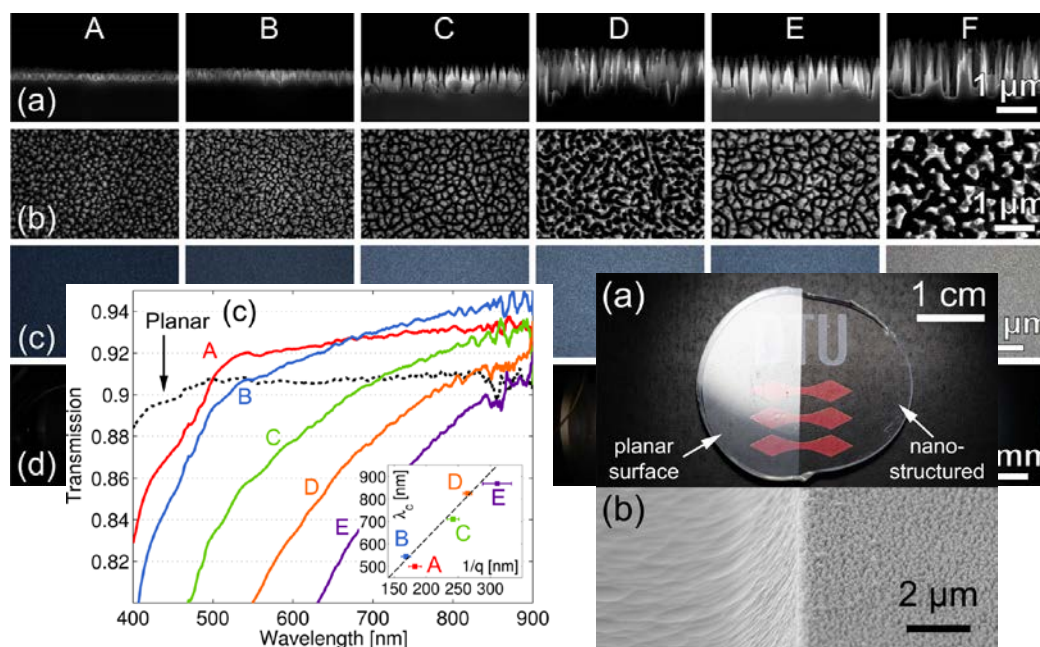 A B C D E F
(a)
1 µm
(b)
1 µm
(c)
µm
(d)
mm
Planar
(c)
0.94
0.92
0.9
0.88
0.86
0.84
0.82
Transmission
A
B
C
D
E
900
800
700
600
500
λc [nm]
B
A
D
C
E
150 200 250 300
1/q [nm]
400 500 600 700 800 900
Wavelength [nm]
(a)
1 cm
TU
planar
surface
nano-
structured
(b)
2 µm